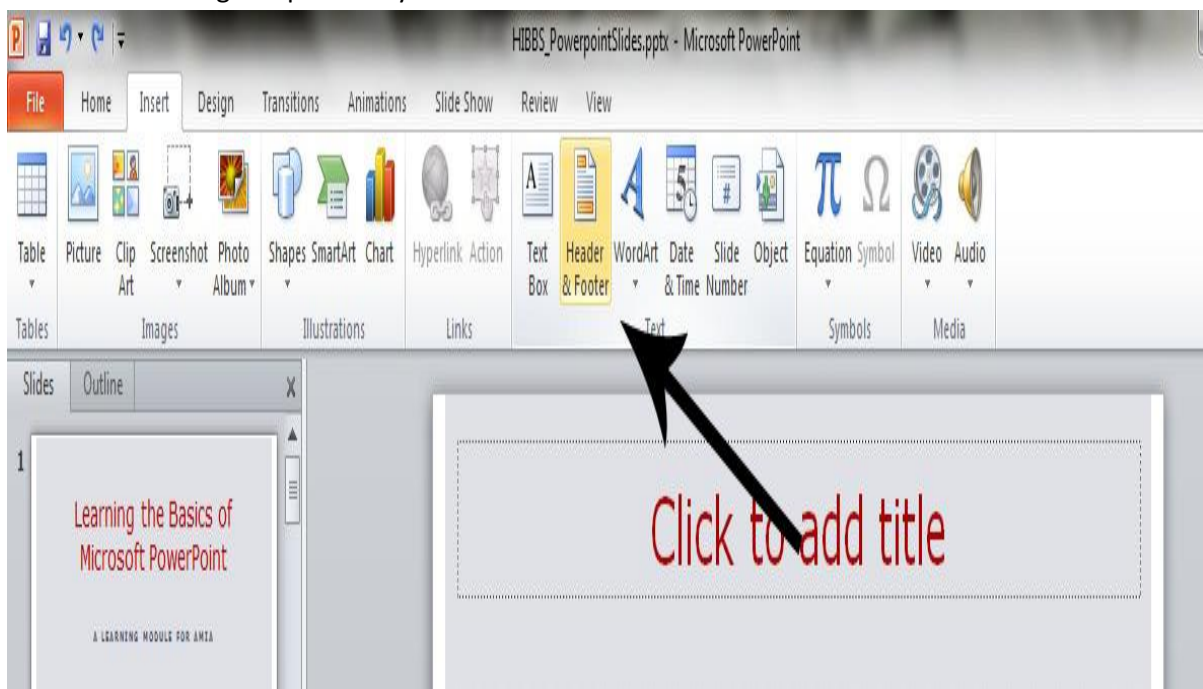 HIBBS_PowerpointSlides.pptx - Microsoft PowerPoint
File Home Insert Design Transitions Animations Slide Show Review View
Table Picture Clip Art Screenshot Photo Album Shapes SmartArt Chart Hyperlink Action Text Box Header & Footer WordArt Date & Time Slide Number Object Equation Symbol Video Audio
Tables Images Illustrations Links Text Symbols Media
Slides Outline
1
Learning the Basics of
Microsoft PowerPoint
A LEARNING MODULE FOR AMIA
Click to add title